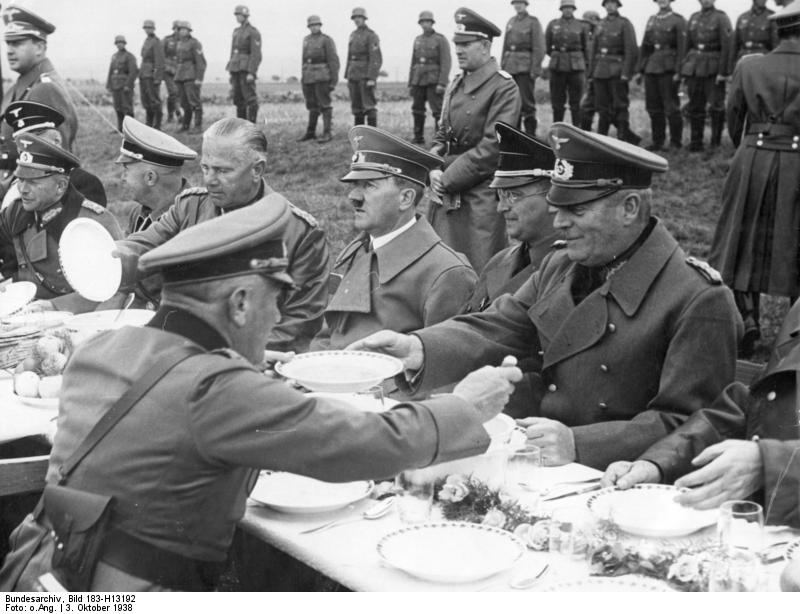 Bundesarchiv, Bild 183-H13192
Foto: o.Ang. | 3. Oktober 1938